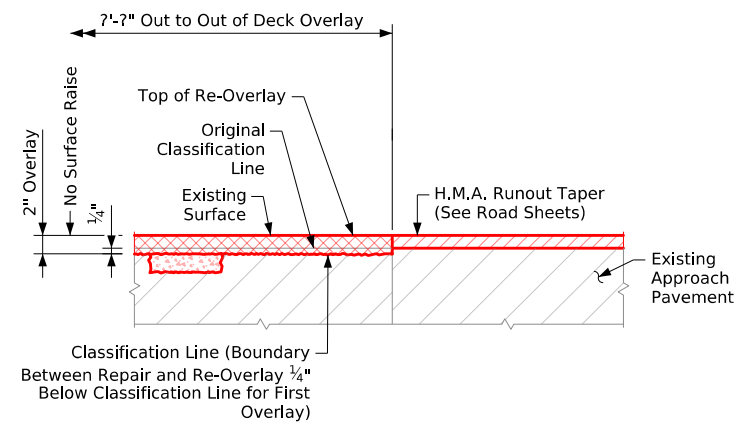 ?'-?" Out to Out of Deck Overlay
No Surface Raise
2" Overlay
¼"
Top of Re-Overlay
Original
Classification
Line
Existing
Surface
H.M.A. Runout Taper
(See Road Sheets)
Existing
Approach
Pavement
Classification Line (Boundary
Between Repair and Re-Overlay ¼"
Below Classification Line for First
Overlay)